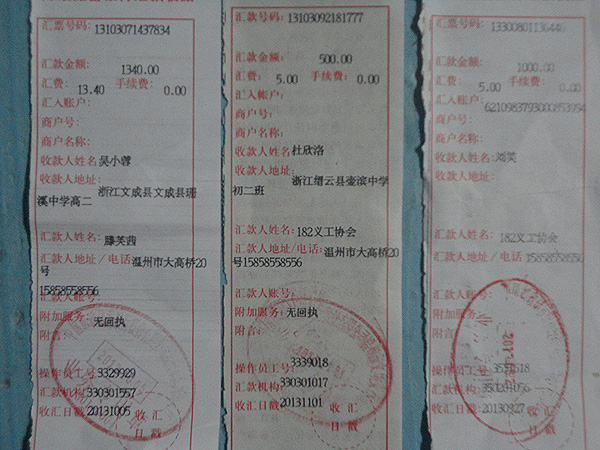 汇票号码: 13103071437834
汇款金额: 1340.00
汇费: 13.40 手续费: 0.00
汇入账户:
商户号:
商户名称:
收款人姓名 吴小蓉
收款人地址:
浙江文成县文成县珊
溪中学高二
汇款人姓名: 滕芙茜
汇款人地址/电话 温州市大高桥20
号
15858558556
汇款人账号:
附加服务: 无回执
附言:
操作员工号 3329929
汇款机构: 330301557
收汇日戳 20131005
收汇
日戳
汇款号码: 13103092181777
汇款金额: 500.00
汇费: 5.00 手续费: 0.00
汇入帐户:
商户号:
商户名称:
收款人姓名 杜欣洛
收款人地址:
浙江缙云县壶滨中学
初二班
汇款人姓名: 182义工协会
汇款人地址/电话: 温州市大高桥20
号15858558556
汇款人账号:
附加服务: 无回执
附言:
操作员工号: 3339018
汇款机构: 330301017
收汇日戳 20131101
收汇
日戳
汇票号码:
汇款金额: 1000.00
汇费: 5.00 手续费: 0.00
汇入账户:
商户号:
商户名称:
收款人姓名:
收款人地址:
汇款人姓名: 182义工协会
汇款人地址/电话 15858558556
汇款人账号:
附加服务:
附言:
操作员工号:
汇款机构:
收汇日戳
收汇
日戳